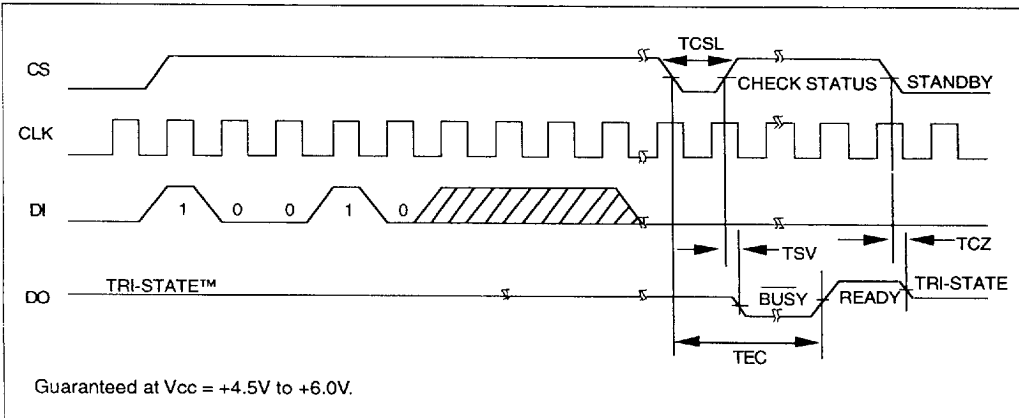 TCSL
CS
CHECK STATUS
STANDBY
CLK
DI
1 0 0 1 0
TSV
TCZ
TRI-STATE™
DO
BUSY
READY
TRI-STATE
TEC
Guaranteed at Vcc = +4.5V to +6.0V.